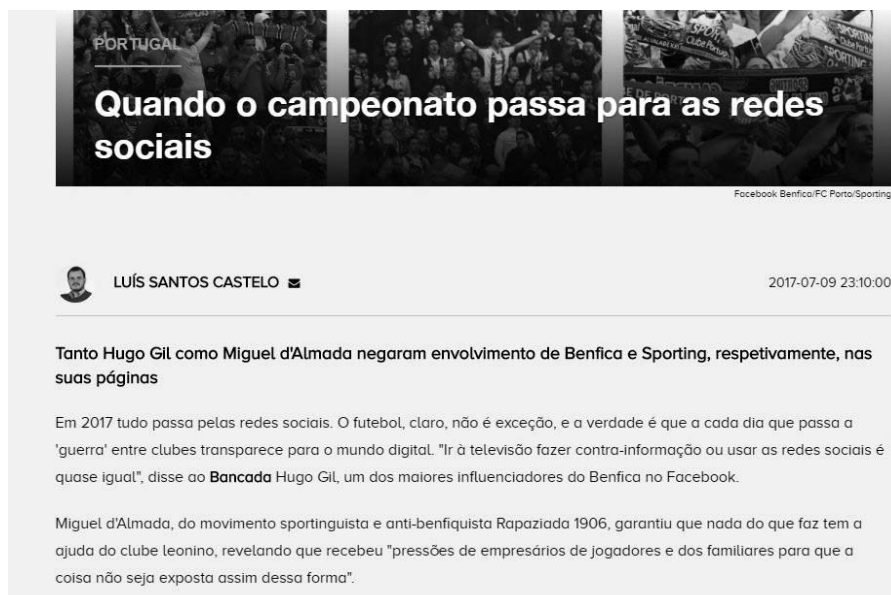 PORTUGAL
Quando o campeonato passa para as redes
sociais
Facebook Benfica/FC Porto/Sporting
LUÍS SANTOS CASTELO
2017-07-09 23:10:00
Tanto Hugo Gil como Miguel d'Almada negaram envolvimento de Benfica e Sporting, respetivamente, nas
suas páginas
Em 2017 tudo passa pelas redes sociais. O futebol, claro, não é exceção, e a verdade é que a cada dia que passa a
'guerra' entre clubes transparece para o mundo digital. "Ir à televisão fazer contra-informação ou usar as redes sociais é
quase igual", disse ao Bancada Hugo Gil, um dos maiores influenciadores do Benfica no Facebook.
Miguel d'Almada, do movimento sportinguista e anti-benfiquista Rapaziada 1906, garantiu que nada do que faz tem a
ajuda do clube leonino, revelando que recebeu "pressões de empresários de jogadores e dos familiares para que a
coisa não seja exposta assim dessa forma".